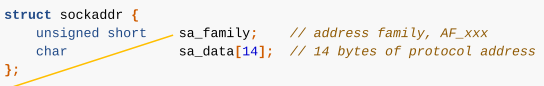 struct sockaddr {
    unsigned short    sa_family;    // address family, AF_xxx
    char              sa_data[14];  // 14 bytes of protocol address
};